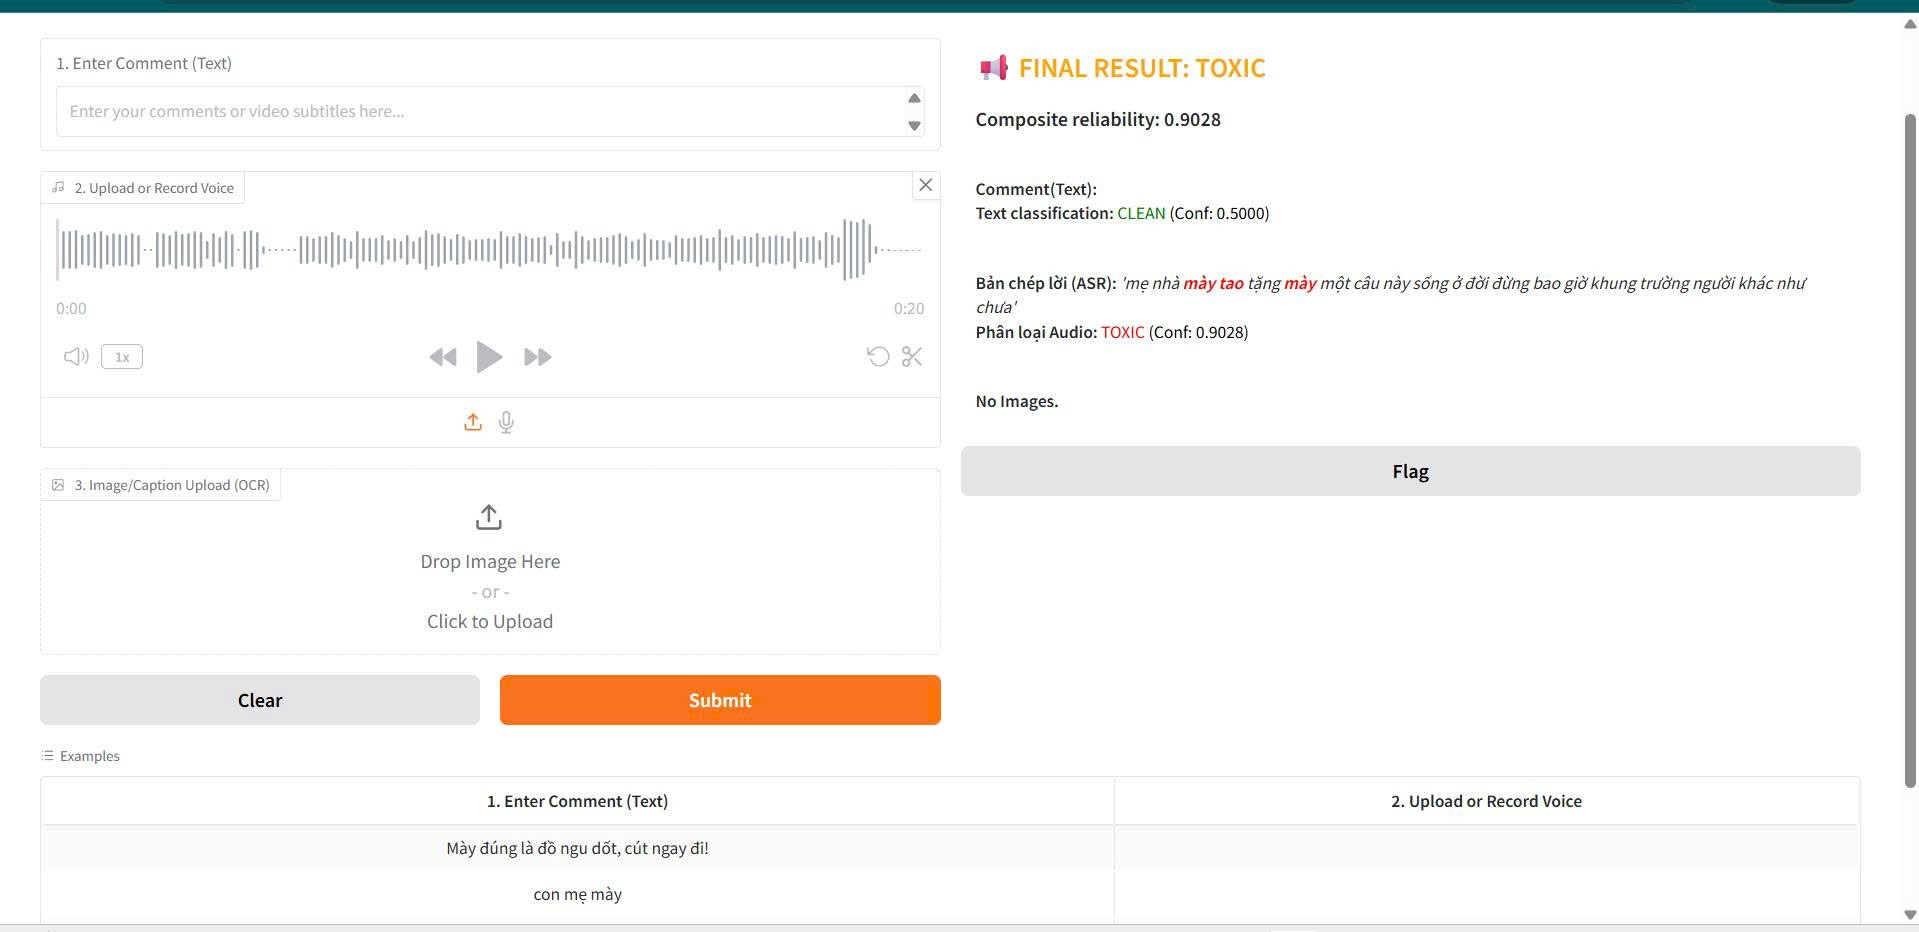 1. Enter Comment (Text)
Enter your comments or video subtitles here...
2. Upload or Record Voice
0:00
0:20
1x
3. Image/Caption Upload (OCR)
Drop Image Here
- or -
Click to Upload
Clear
Submit
FINAL RESULT: TOXIC
Composite reliability: 0.9028
Comment(Text):
Text classification: CLEAN (Conf: 0.5000)
Bản chép lời (ASR): 'mẹ nhà mày tao tặng mày một câu này sống ở đời đừng bao giờ khung trường người khác như
chưa'
Phân loại Audio: TOXIC (Conf: 0.9028)
No Images.
Flag
Examples
1. Enter Comment (Text)
2. Upload or Record Voice
Mày đúng là đồ ngu dốt, cút ngay đi!
con mẹ mày